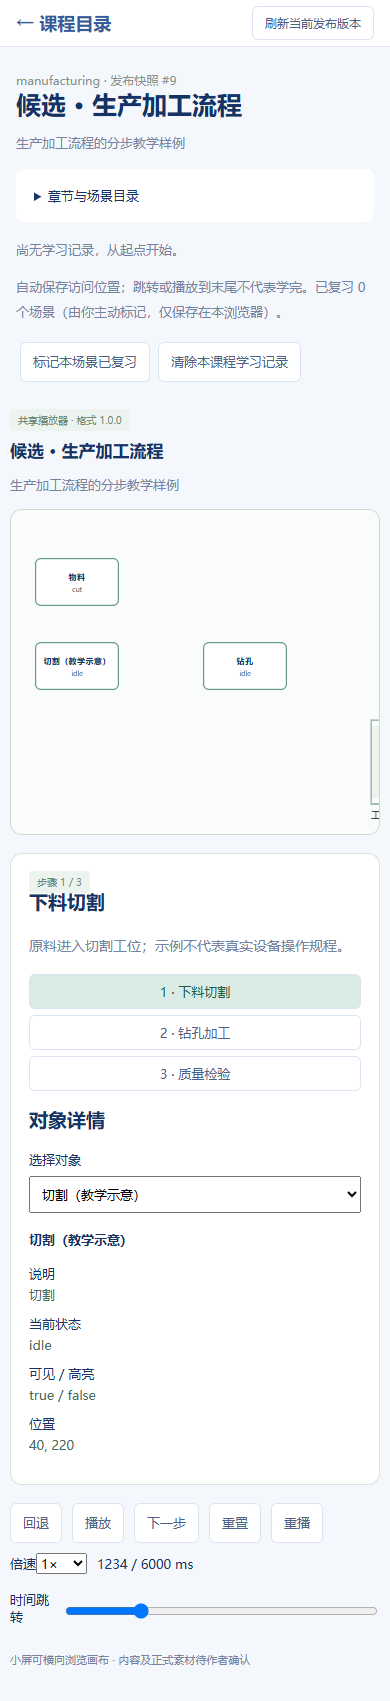 ← 课程目录
刷新当前发布版本
manufacturing · 发布快照 #9
候选 · 生产加工流程
生产加工流程的分步教学样例
▶ 章节与场景目录
尚无学习记录，从起点开始。
自动保存访问位置；跳转或播放到末尾不代表学完。已复习 0
个场景（由你主动标记，仅保存在本浏览器）。
标记本场景已复习
清除本课程学习记录
共享播放器 · 格式 1.0.0
候选 · 生产加工流程
生产加工流程的分步教学样例
物料
cut
切割（教学示意）
idle
钻孔
idle
步骤 1 / 3
下料切割
原料进入切割工位；示例不代表真实设备操作规程。
1 · 下料切割
2 · 钻孔加工
3 · 质量检验
对象详情
选择对象
切割（教学示意）
切割（教学示意）
说明
切割
当前状态
idle
可见 / 高亮
true / false
位置
40, 220
回退
播放
下一步
重置
重播
倍速
1×
1234 / 6000 ms
时间跳
转
小屏可横向浏览画布 · 内容及正式素材待作者确认